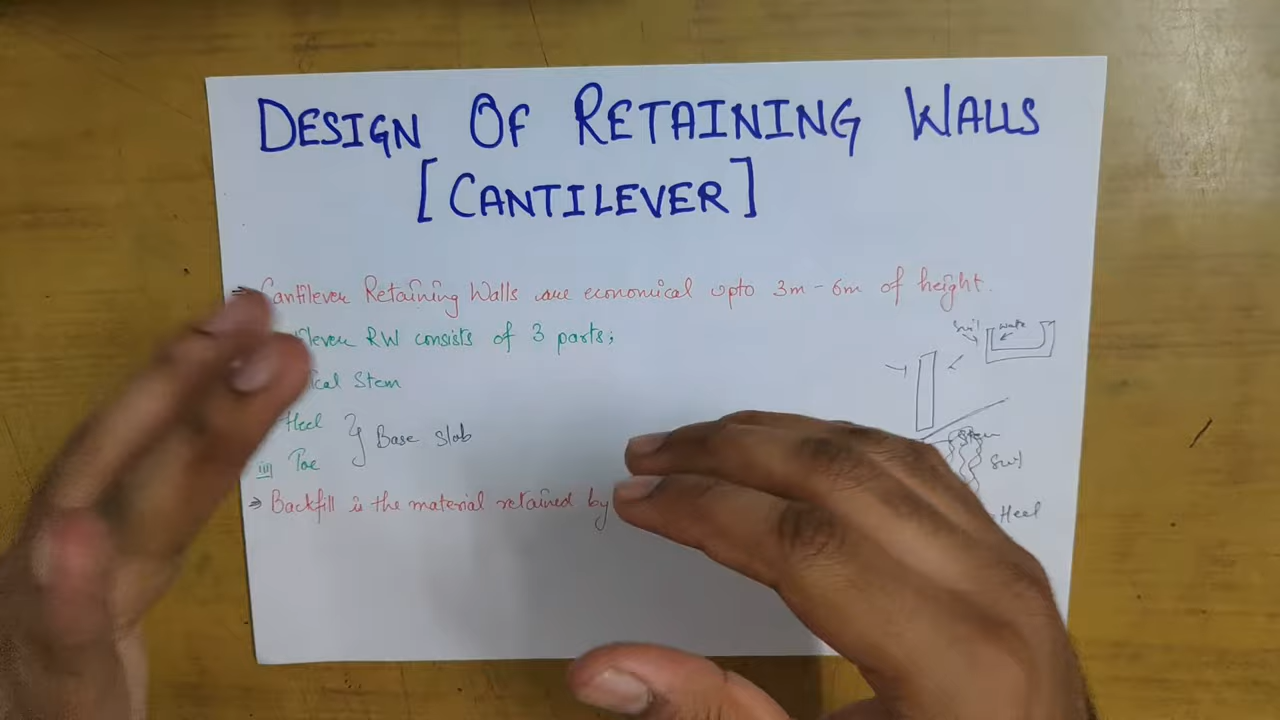 DESIGN OF RETAINING WALLS
[CANTILEVER]
Cantilever Retaining Walls are economical upto 3m - 6m of height.
RW consists of 3 parts;
Stem
Heel
Base slab
iii) Toe
Backfill is the material retained by
Soil
Water
Stem
Soil
Heel